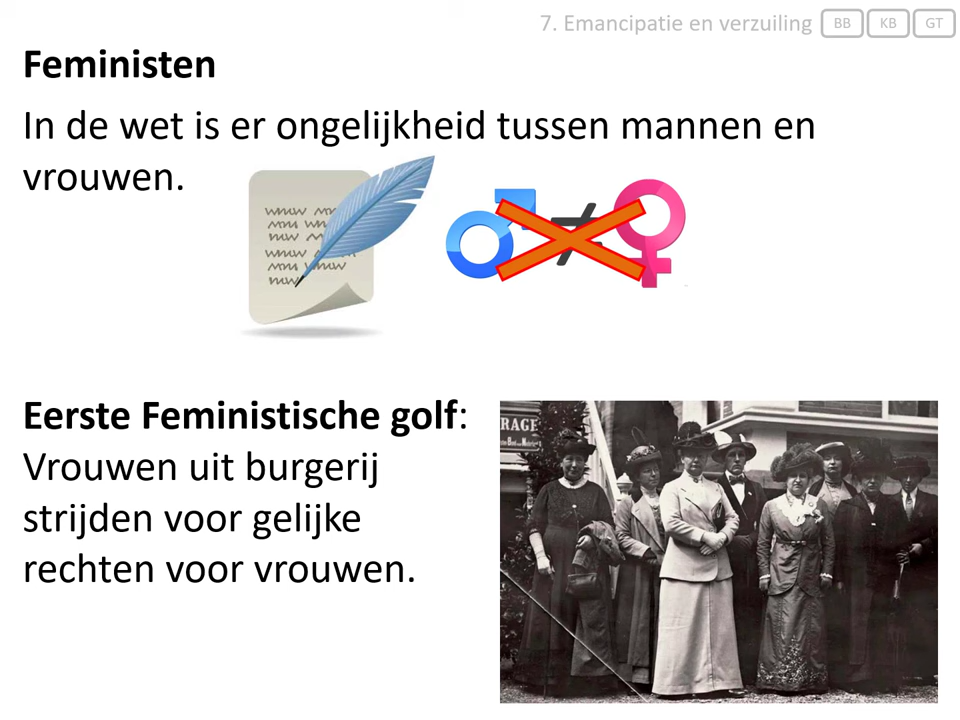 7. Emancipatie en verzuiling BB KB GT
Feministen
In de wet is er ongelijkheid tussen mannen en
vrouwen.
Eerste Feministische golf:
Vrouwen uit burgerij
strijden voor gelijke
rechten voor vrouwen.
RAGE